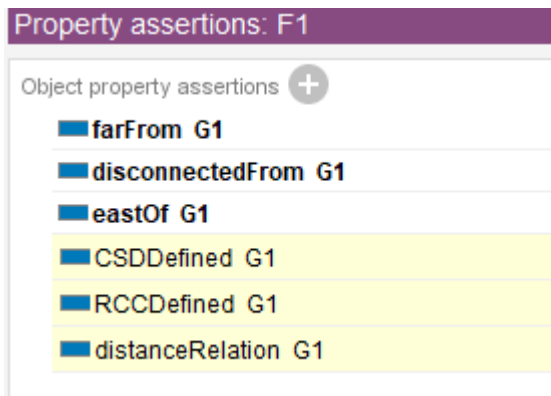 Property assertions: F1
Object property assertions
farFrom G1
disconnectedFrom G1
eastOf G1
CSDDefined G1
RCCDefined G1
distanceRelation G1